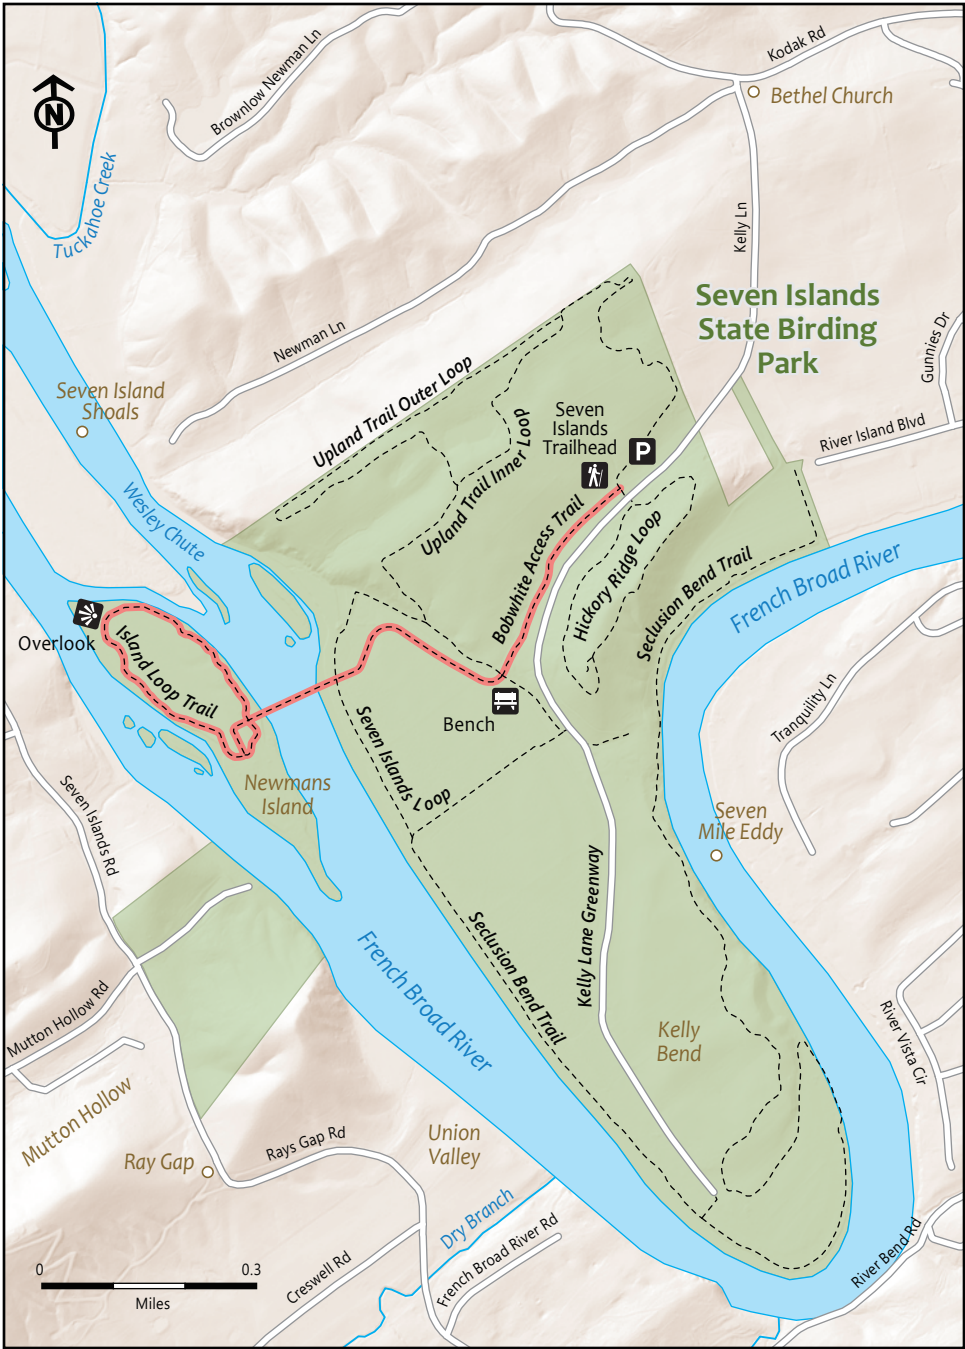 Kodak Rd
Brownlow Newman Ln
Bethel Church
N
Tuckahoe Creek
Kelly Ln
Seven Islands
State Birding
Park
Newman Ln
Gunnies Dr
Upland Trail Outer Loop
Seven Island
Shoals
Seven
Islands
Trailhead
P
River Island Blvd
Upland Trail Inner Loop
Wesley Chute
Bobwhite Access Trail
Hickory Ridge Loop
Seclusion Bend Trail
French Broad River
Overlook
Island Loop Trail
Bench
Seven Islands Loop
Tranquility Ln
Newmans
Island
Seven Islands Rd
Seven
Mile Eddy
Kelly Lane Greenway
Seclusion Bend Trail
French Broad River
Mutton Hollow Rd
Kelly
Bend
River Vista Cir
Mutton Hollow
Ray Gap
Rays Gap Rd
Union
Valley
Dry Branch
French Broad River Rd
Creswell Rd
River Bend Rd
0 0.3
Miles